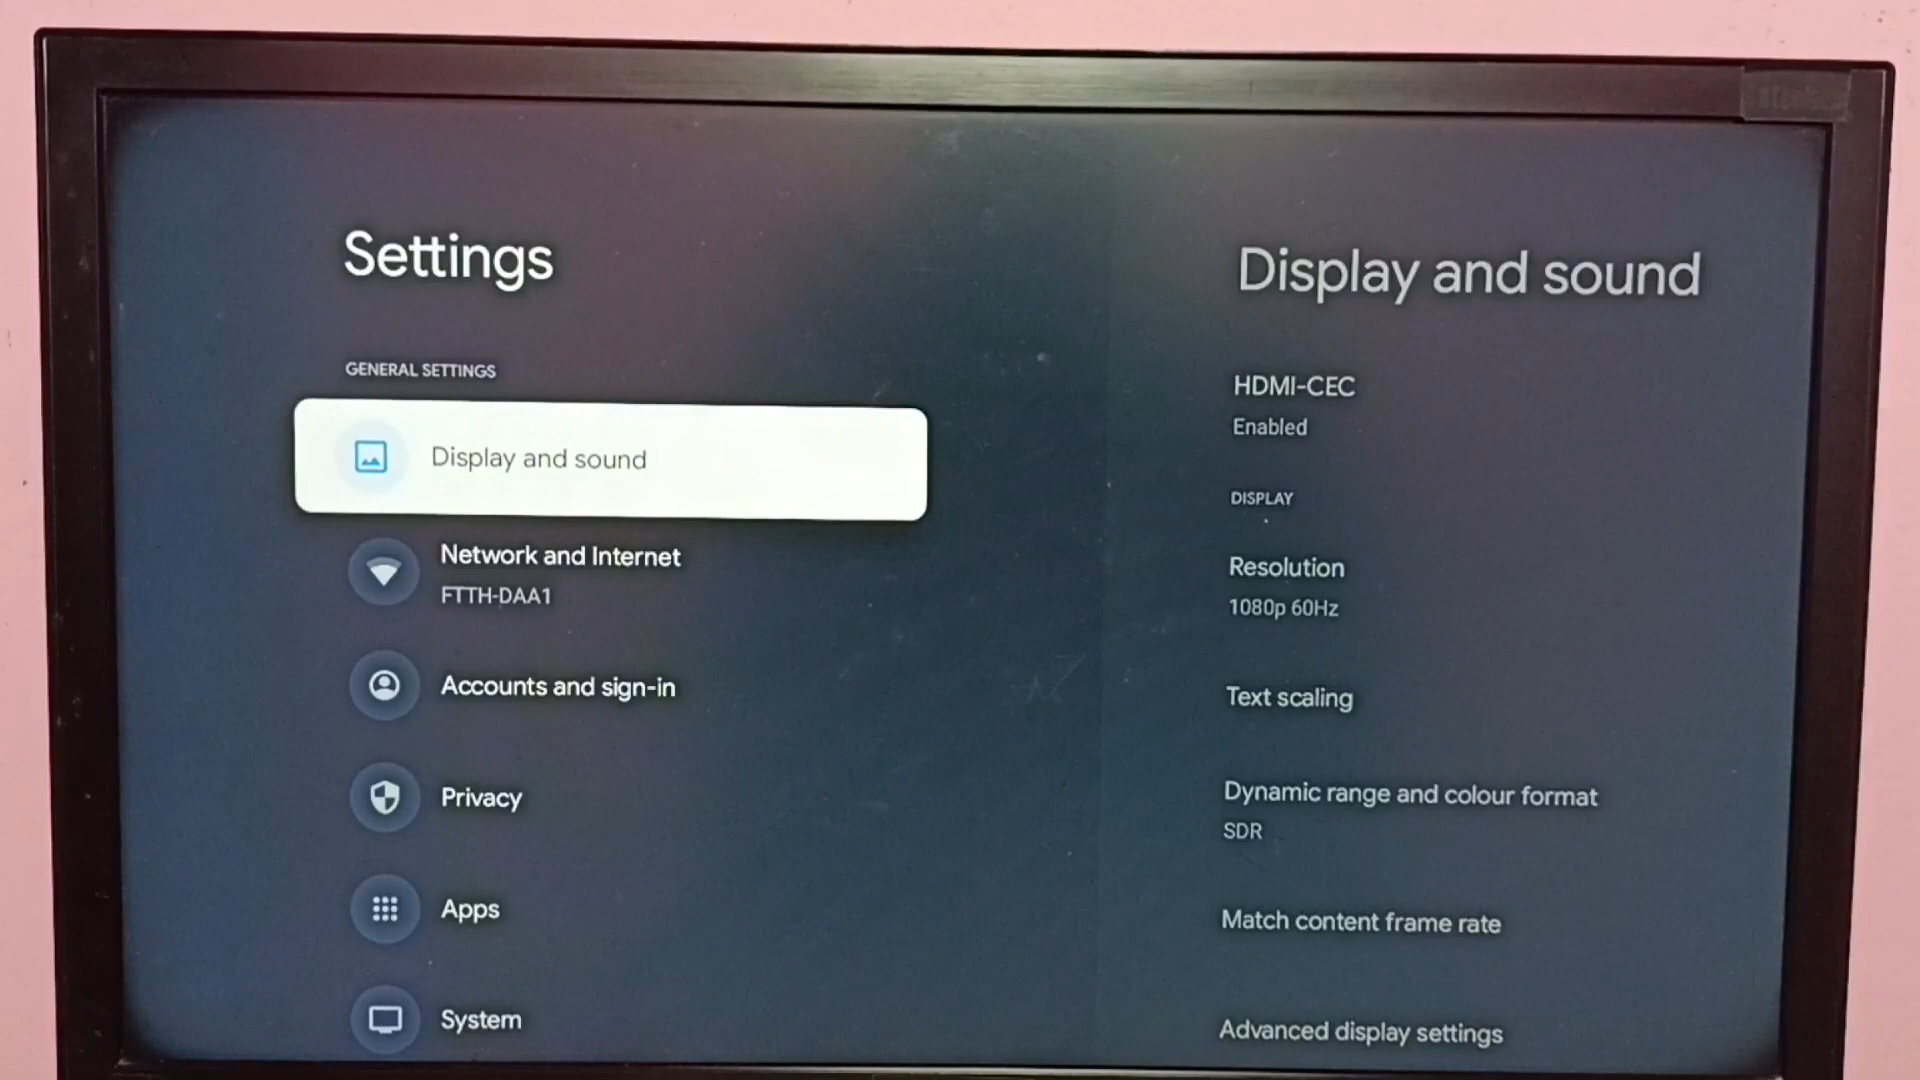 Settings
GENERAL SETTINGS
Display and sound
Network and Internet
FTTH-DAA1
Accounts and sign-in
Privacy
Apps
System
Display and sound
HDMI-CEC
Enabled
DISPLAY
Resolution
1080p 60Hz
Text scaling
Dynamic range and colour format
SDR
Match content frame rate
Advanced display settings